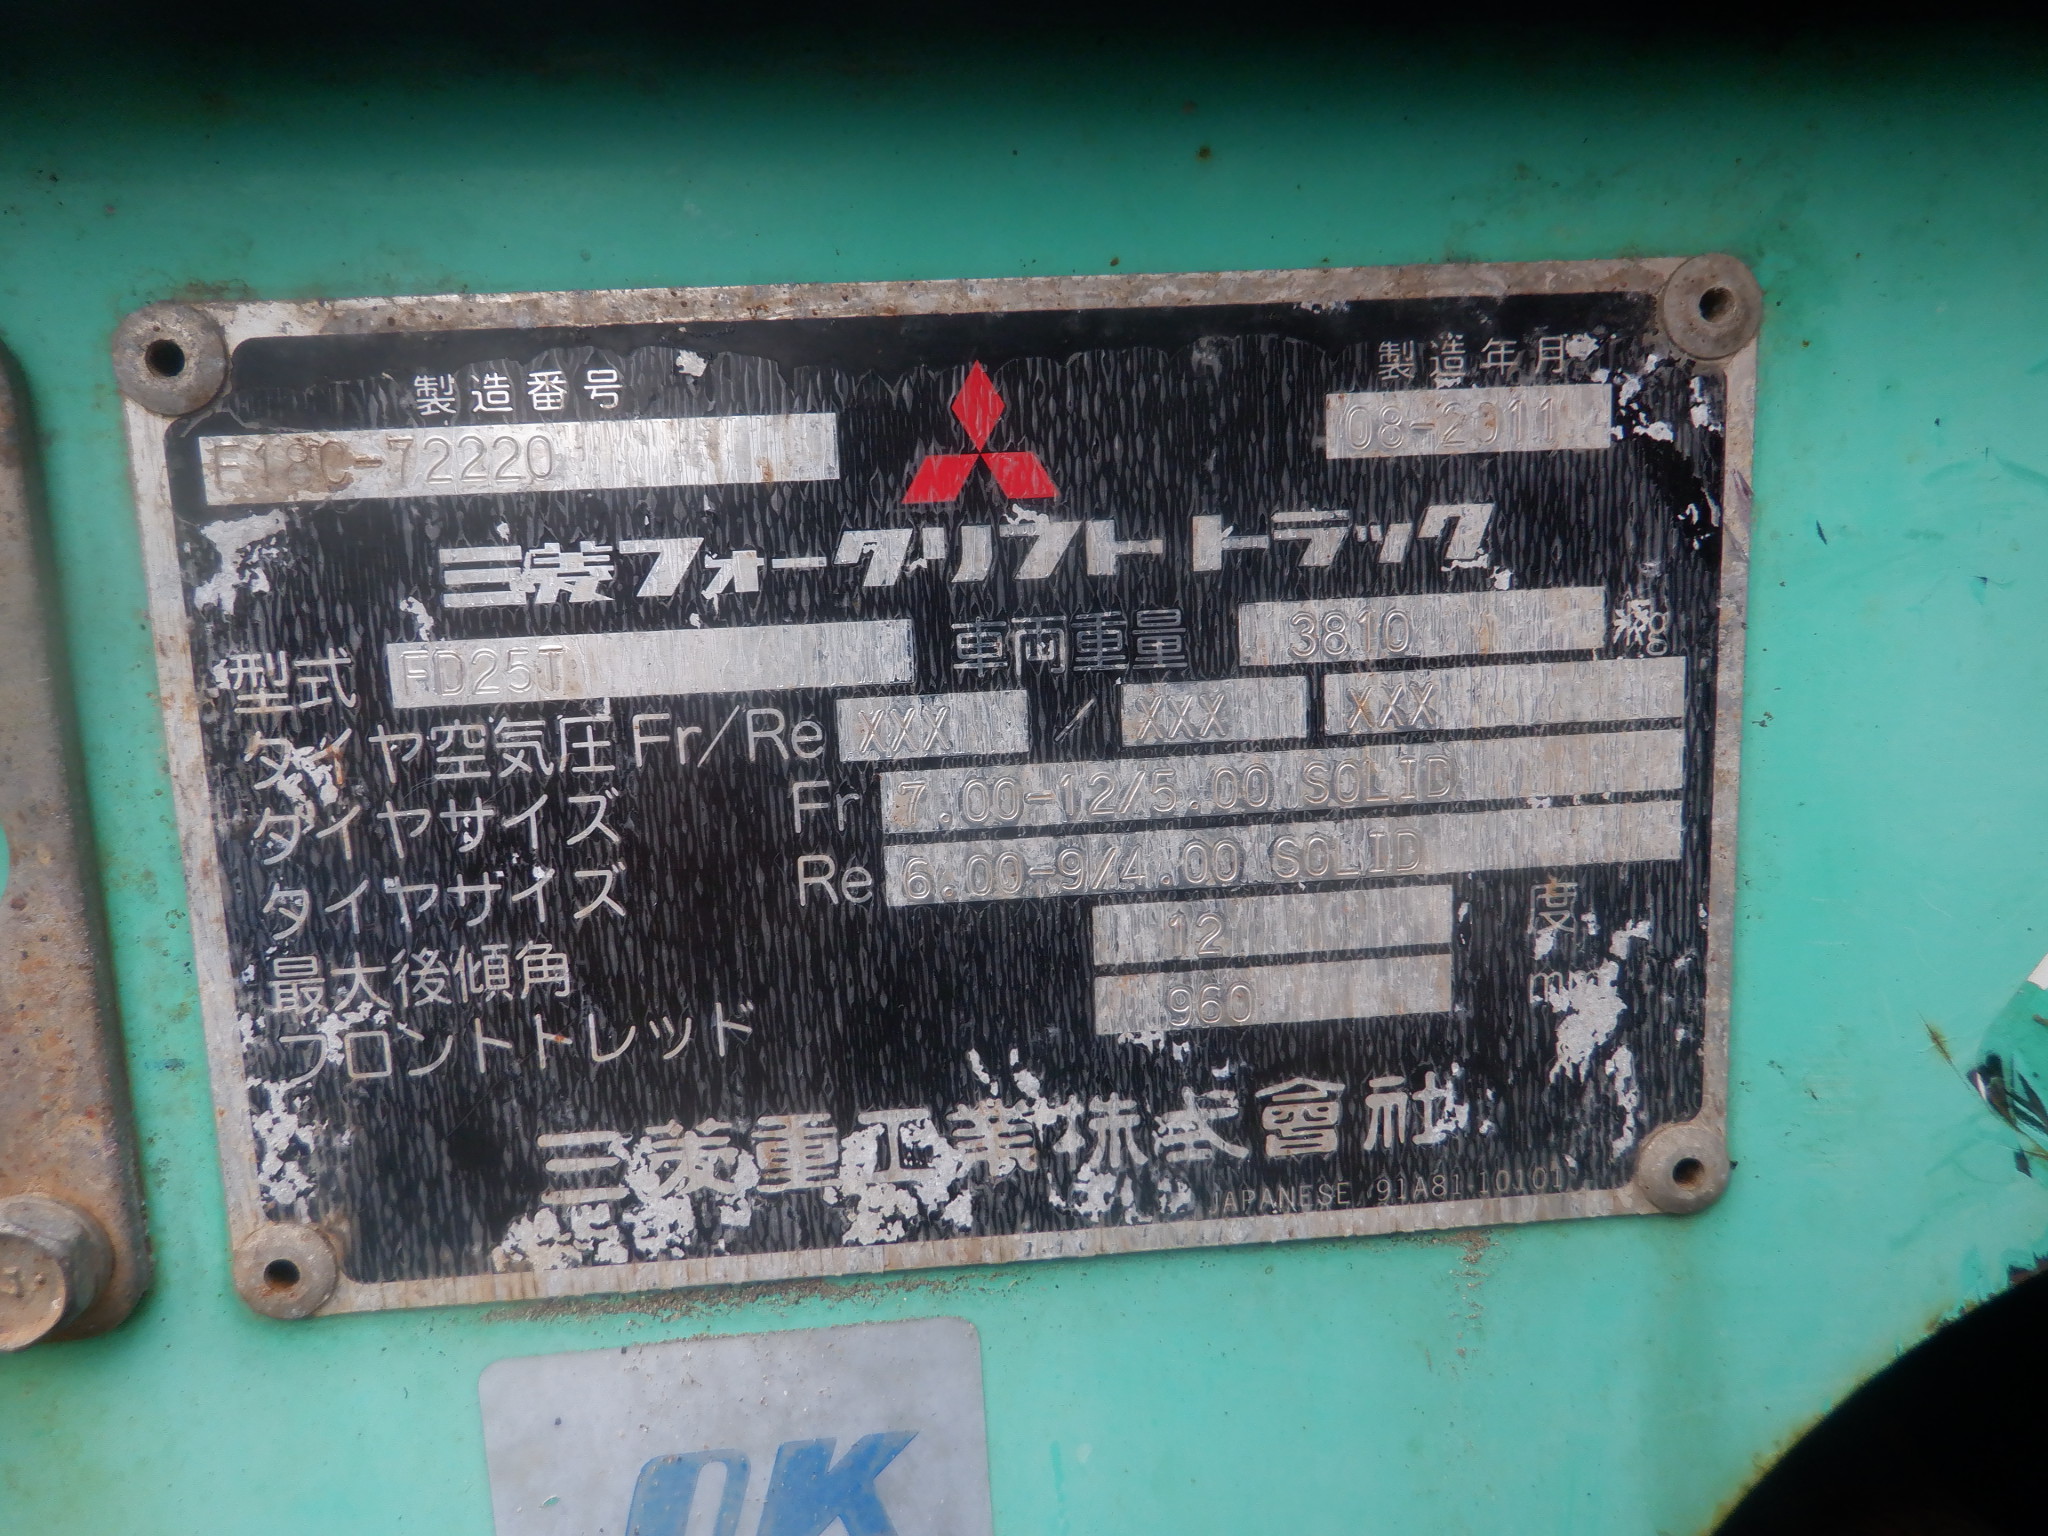 製造番号
製造年月
F18C-72220
08-2011
三菱フォークリフト トラック
型式 FD25T 車両重量 3810 kg
タイヤ空気圧 Fr/Re XXX / XXX XXX
タイヤサイズ Fr 7.00-12/5.00 SOLID
タイヤサイズ Re 6.00-9/4.00 SOLID
最大後傾角 12 度
フロントトレッド 960 mm
三菱重工業株式會社
JAPANESE 91A81 10101
OK